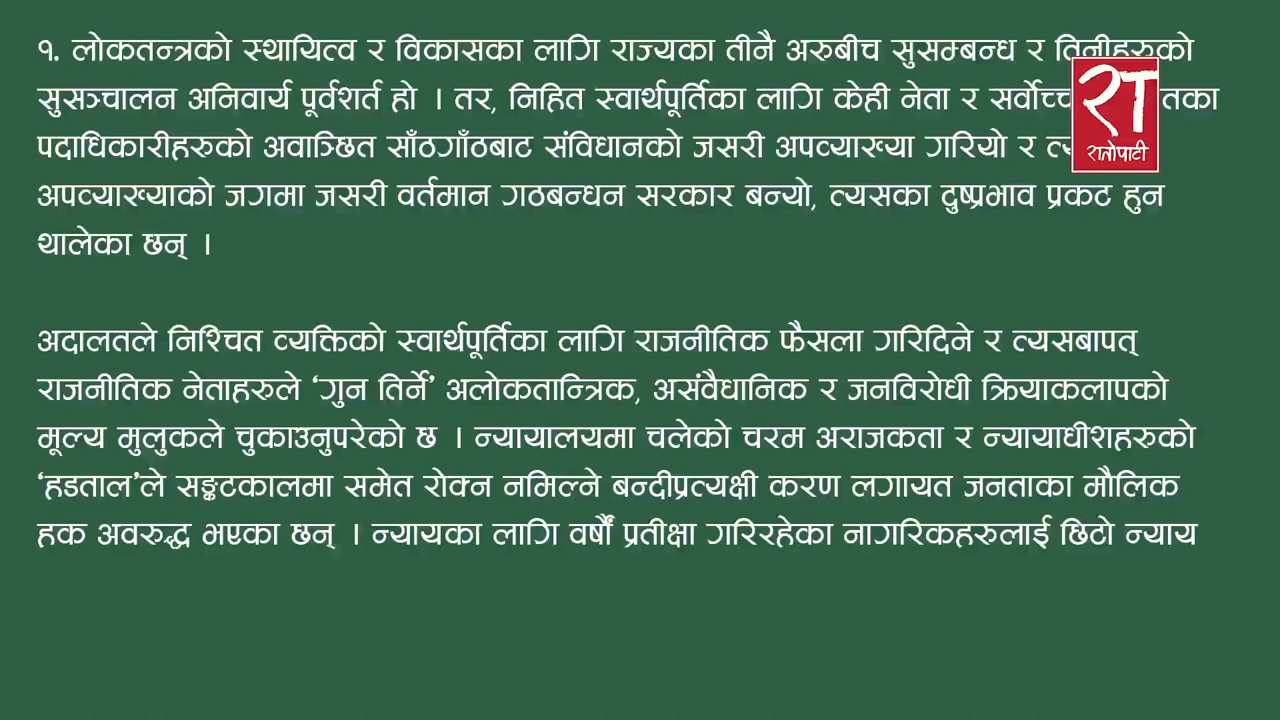 १. लोकतन्त्रको स्थायित्व र विकासका लागि राज्यका तीनै अरुबीच सुसम्बन्ध र तिनीहरुको
सुसञ्चालन अनिवार्य पूर्वशर्त हो । तर, निहित स्वार्थपूर्तिका लागि केही नेता र सर्वोच्च तका
पदाधिकारीहरुको अवाञ्छित साँठगाँठबाट संविधानको जसरी अपव्याख्या गरियो र
अपव्याख्याको जगमा जसरी वर्तमान गठबन्धन सरकार बन्यो, त्यसका दुष्प्रभाव प्रकट हुन
थालेका छन् ।
अदालतले निश्चित व्यक्तिको स्वार्थपूर्तिका लागि राजनीतिक फैसला गरिदिने र त्यसबापत्
राजनीतिक नेताहरुले ‘गुन तिर्ने’ अलोकतान्त्रिक, असंवैधानिक र जनविरोधी क्रियाकलापको
मूल्य मुलुकले चुकाउनुपरेको छ । न्यायालयमा चलेको चरम अराजकता र न्यायाधीशहरुको
‘हडताल’ले सङ्कटकालमा समेत रोक्न नमिल्ने बन्दीप्रत्यक्षी करण लगायत जनताका मौलिक
हक अवरुद्ध भएका छन् । न्यायका लागि वर्षौं प्रतीक्षा गरिरहेका नागरिकहरुलाई छिटो न्याय
रा
रातोपाटी